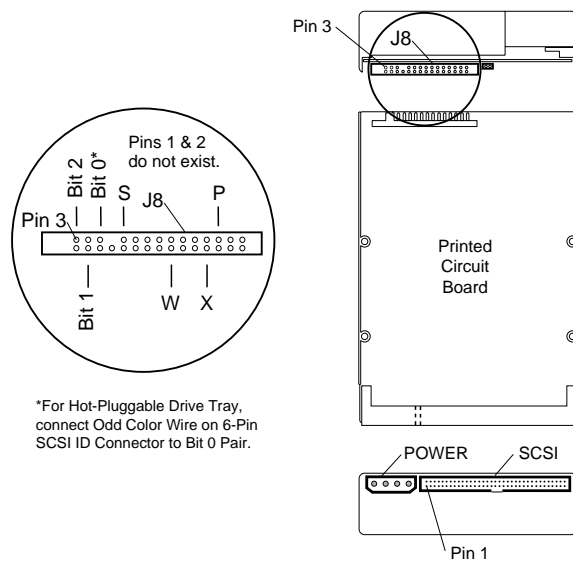 Pin 3
J8
Pins 1 & 2
do not exist.
Bit 2
Bit 0*
S
J8
P
Pin 3
Bit 1
W
X
Printed
Circuit
Board
*For Hot-Pluggable Drive Tray,
connect Odd Color Wire on 6-Pin
SCSI ID Connector to Bit 0 Pair.
POWER
SCSI
Pin 1